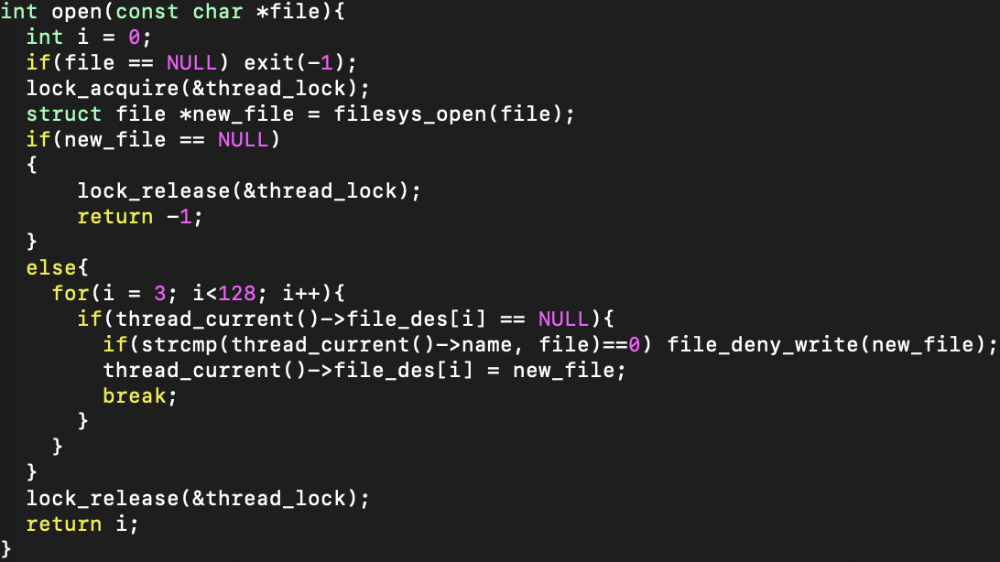 int open(const char *file){
  int i = 0;
  if(file == NULL) exit(-1);
  lock_acquire(&thread_lock);
  struct file *new_file = filesys_open(file);
  if(new_file == NULL)
  {
      lock_release(&thread_lock);
      return -1;
  }
  else{
    for(i = 3; i<128; i++){
      if(thread_current()->file_des[i] == NULL){
        if(strcmp(thread_current()->name, file)==0) file_deny_write(new_file);
        thread_current()->file_des[i] = new_file;
        break;
      }
    }
  }
  lock_release(&thread_lock);
  return i;
}